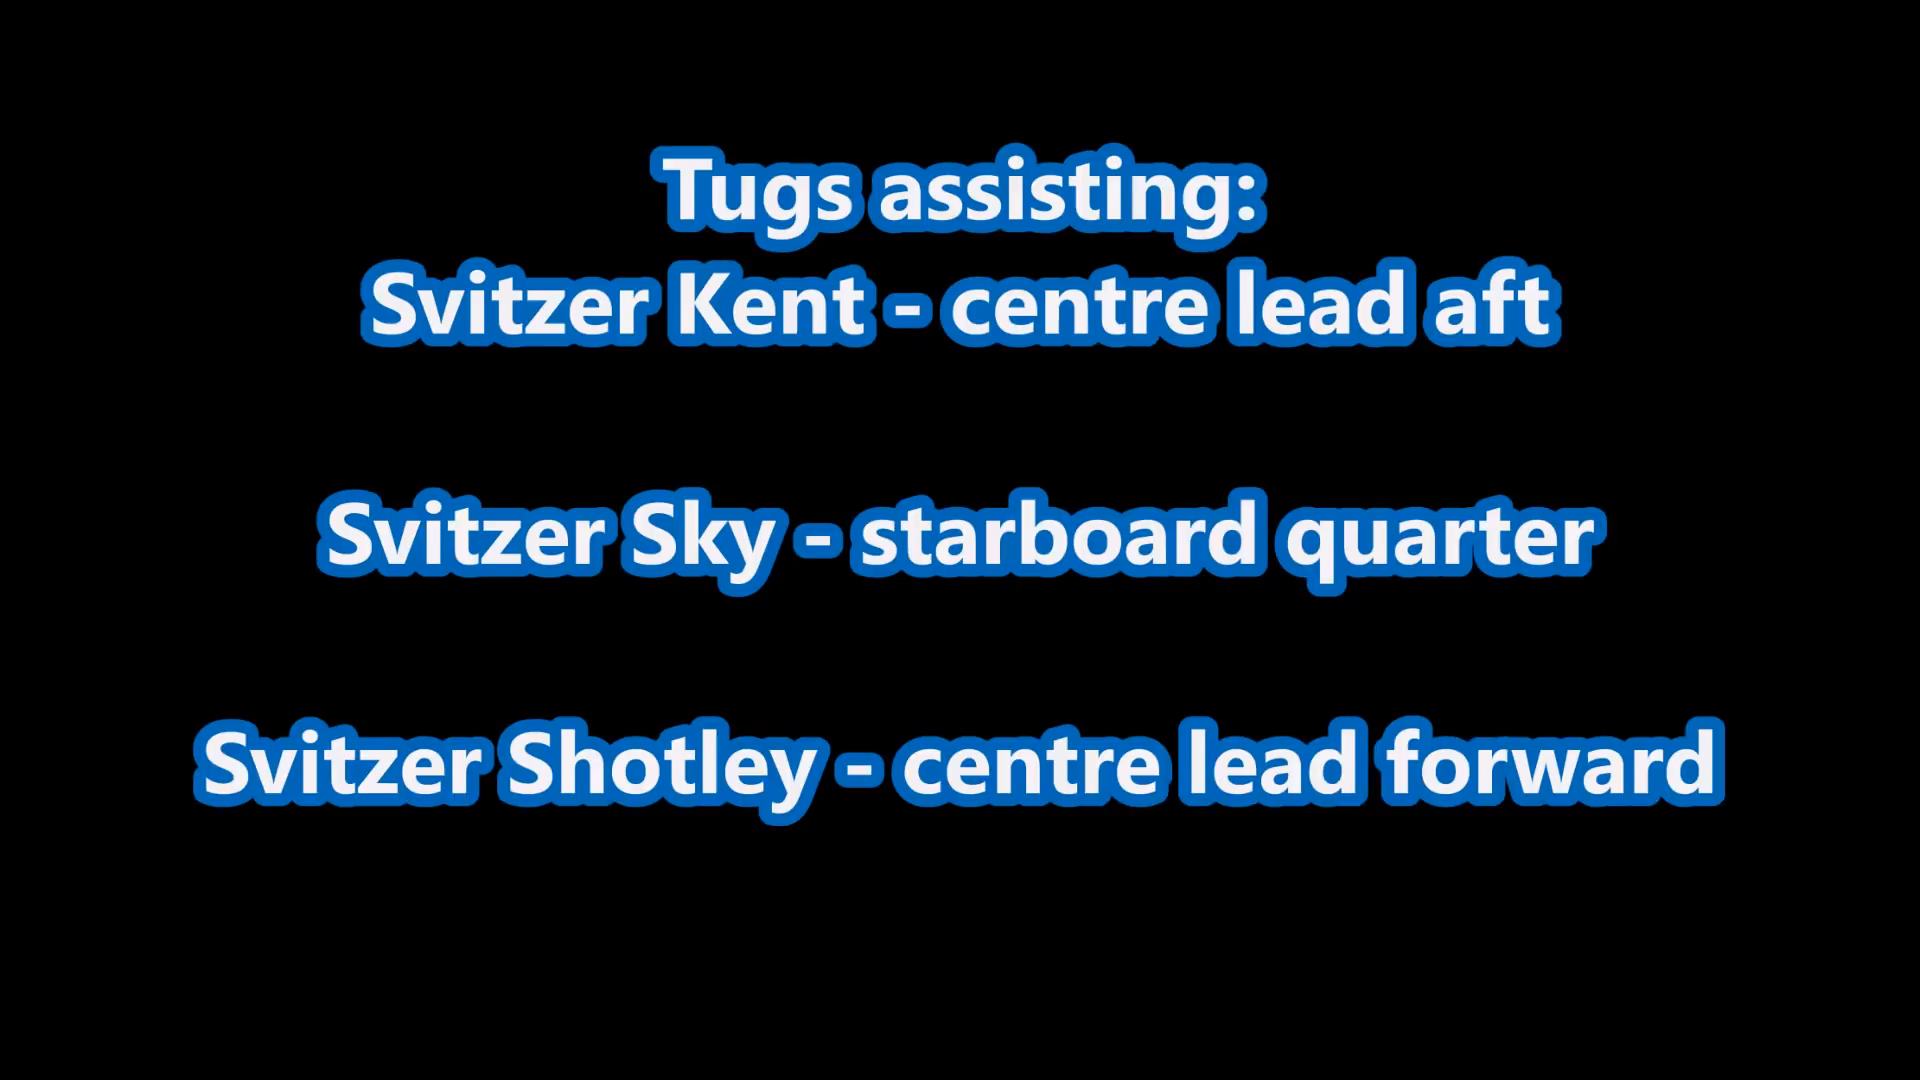 Tugs assisting:
Svitzer Kent - centre lead aft
Svitzer Sky - starboard quarter
Svitzer Shotley - centre lead forward